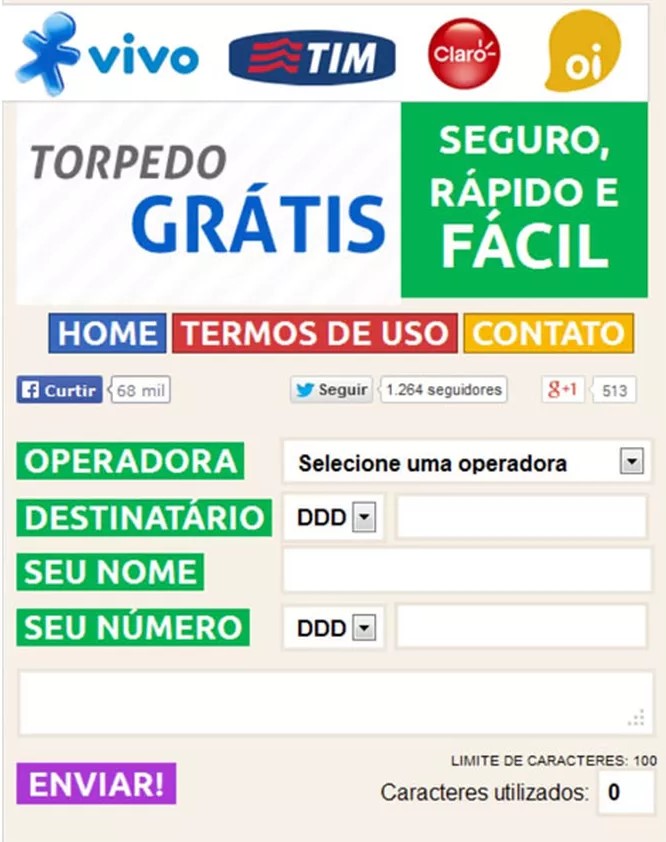 vivo TIM Claro oi
TORPEDO
GRÁTIS
SEGURO,
RÁPIDO E
FÁCIL
HOME TERMOS DE USO CONTATO
Curtir 68 mil Seguir 1.264 seguidores g+1 513
OPERADORA Selecione uma operadora
DESTINATÁRIO DDD
SEU NOME
SEU NÚMERO DDD
LIMITE DE CARACTERES: 100
ENVIAR! Caracteres utilizados: 0